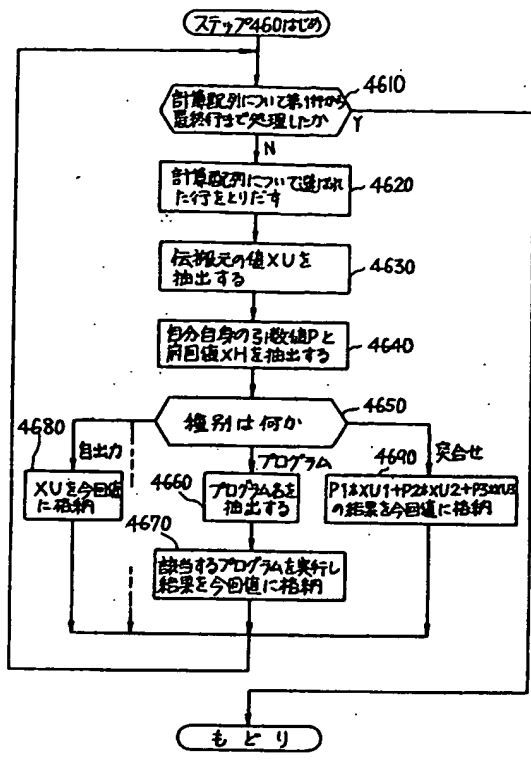 ステップ460はじめ
4610
計算配列について第1行から
最終行まで処理したか
Y
N
計算配列について選ばれ
た行をとりだす
4620
伝搬元の値XUを
抽出する
4630
自分自身の引数値Pと
前回値XHを抽出する
4640
種別は何か
4650
4680
自出力
プログラム
突合せ
XUを今回値
に格納
4660
プログラム名を
抽出する
4690
P1*XU1+P2*XU2+P3*XU3
の結果を今回値に格納
4670
該当するプログラムを実行し
結果を今回値に格納
もどり